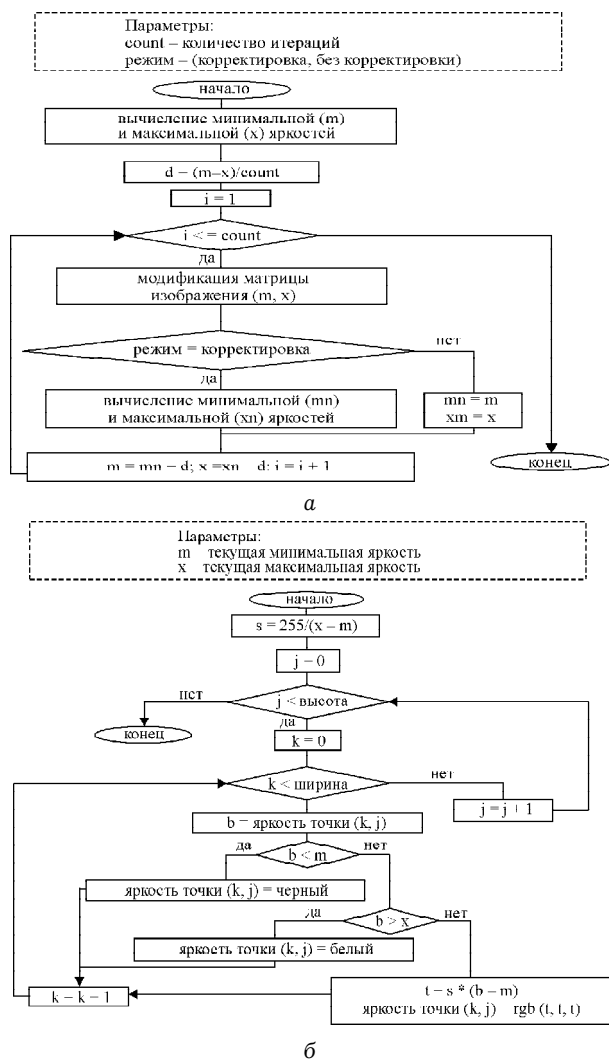 Параметры:
count – количество итераций
режим – (корректировка, без корректировки)
начало
вычисление минимальной (m)
и максимальной (x) яркостей
d – (m–x)/count
i = 1
i < = count
да
модификация матрицы
изображения (m, x)
режим = корректировка
нет
да
вычисление минимальной (mn)
и максимальной (xn) яркостей
mn = m
xm = x
m = mn – d; x =xn d; i = i + 1
конец
а
Параметры:
m текущая минимальная яркость
x текущая максимальная яркость
начало
s = 255/(x – m)
j – 0
нет
j < высота
да
конец
k = 0
k < ширина
нет
j = j + 1
b = яркость точки (k, j)
да
b < m
нет
яркость точки (k, j) = черный
да
b > x
нет
яркость точки (k, j) = белый
k – k – 1
t – s * (b – m)
яркость точки (k, j) rgb (t, t, t)
б